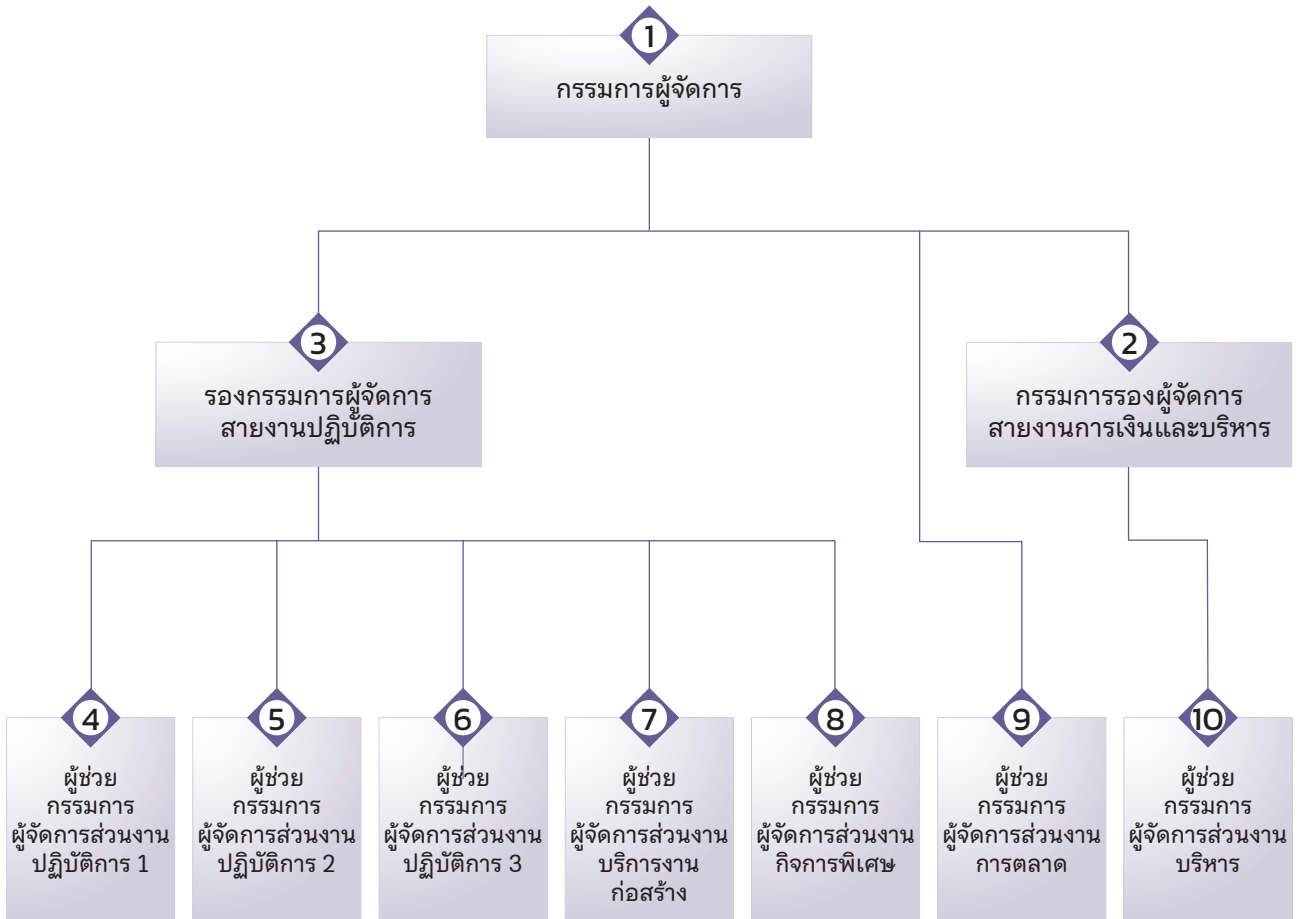 1
กรรมการผู้จัดการ
3
รองกรรมการผู้จัดการ
สายงานปฏิบัติการ
2
กรรมการรองผู้จัดการ
สายงานการเงินและบริหาร
4
ผู้ช่วย
กรรมการ
ผู้จัดการส่วนงาน
ปฏิบัติการ 1
5
ผู้ช่วย
กรรมการ
ผู้จัดการส่วนงาน
ปฏิบัติการ 2
6
ผู้ช่วย
กรรมการ
ผู้จัดการส่วนงาน
ปฏิบัติการ 3
7
ผู้ช่วย
กรรมการ
ผู้จัดการส่วนงาน
บริการงาน
ก่อสร้าง
8
ผู้ช่วย
กรรมการ
ผู้จัดการส่วนงาน
กิจการพิเศษ
9
ผู้ช่วย
กรรมการ
ผู้จัดการส่วนงาน
การตลาด
10
ผู้ช่วย
กรรมการ
ผู้จัดการส่วนงาน
บริหาร